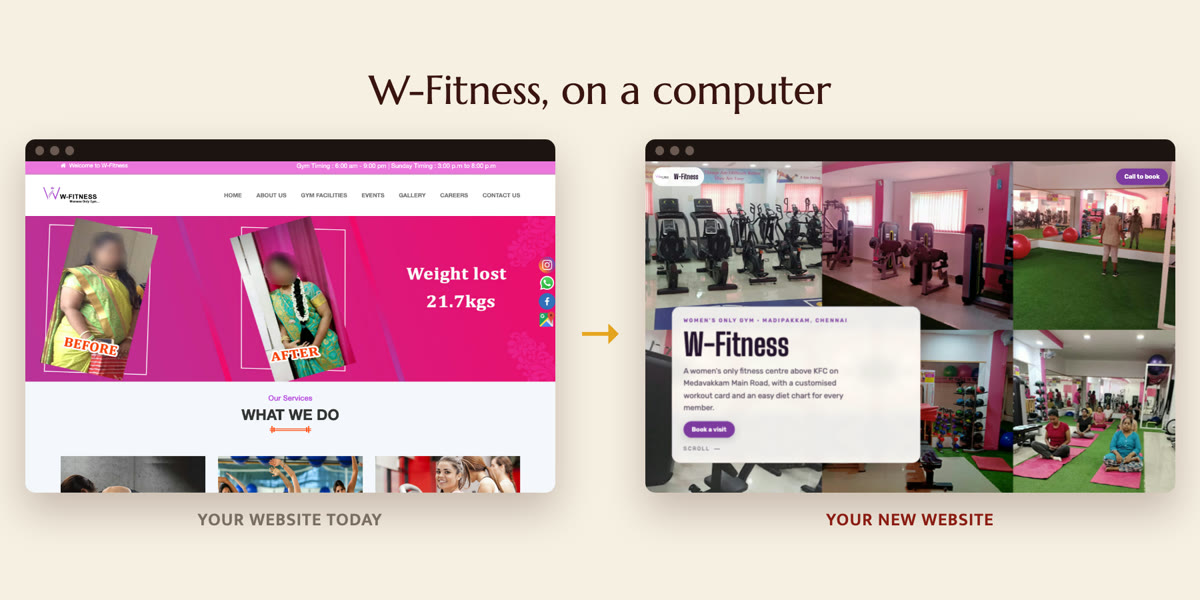 W-Fitness, on a computer
Welcome to W-Fitness
Gym Timing : 6:00 am - 9:00 pm | Sunday Timing : 5:00 p.m to 8:00 p.m
W-FITNESS
Womens Only Gym...
HOME ABOUT US GYM FACILITIES EVENTS GALLERY CAREERS CONTACT US
BEFORE
AFTER
Weight lost
21.7kgs
Our Services
WHAT WE DO
YOUR WEBSITE TODAY
W-Fitness
Call to book
WOMEN'S ONLY GYM · MADIPAKKAM, CHENNAI
W-Fitness
A women's only fitness centre above KFC on
Medavakkam Main Road, with a customised
workout card and an easy diet chart for every
member.
Book a visit
SCROLL
YOUR NEW WEBSITE